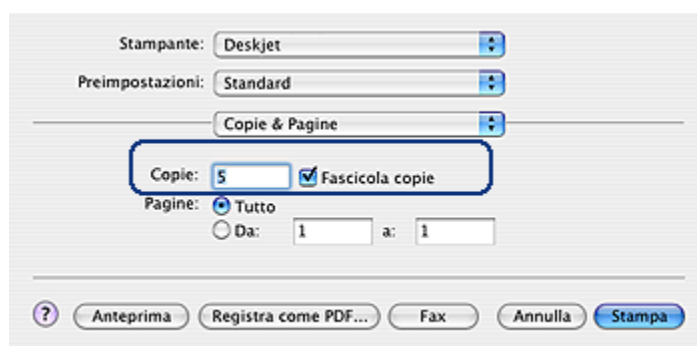 Stampante: Deskjet
Preimpostazioni: Standard
Copie & Pagine
Copie: 5 Fascicola copie
Pagine: Tutto
Da: 1 a: 1
? Anteprima Registra come PDF... Fax Annulla Stampa